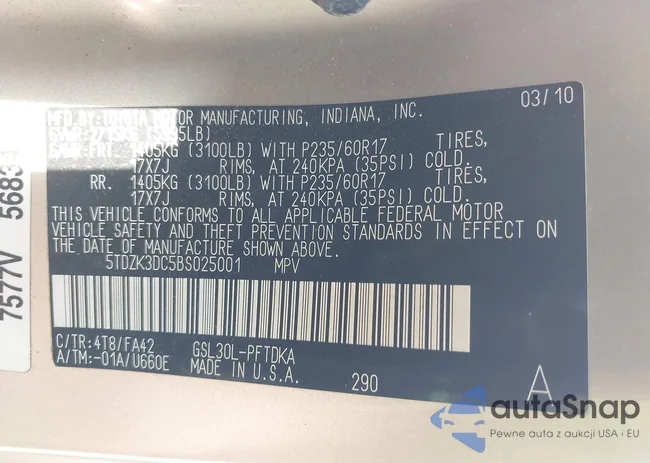 MFD BY TOYOTA MOTOR MANUFACTURING, INDIANA, INC. 03/10
GVWR 2715KG (5995LB)
GAWR FRT 1405KG (3100LB) WITH P235/60R17 TIRES,
17X7J RIMS, AT 240KPA (35PSI) COLD.
RR. 1405KG (3100LB) WITH P235/60R17 TIRES,
17X7J RIMS, AT 240KPA (35PSI) COLD.
THIS VEHICLE CONFORMS TO ALL APPLICABLE FEDERAL MOTOR
VEHICLE SAFETY AND THEFT PREVENTION STANDARDS IN EFFECT ON
THE DATE OF MANUFACTURE SHOWN ABOVE.
5TDZK3DC5BS025001 MPV
C/TR:4T8/FA42 GSL30L-PFTDKA
A/TM:-01A/U660E MADE IN U.S.A. 290 A
7577V 56834
autaSnap
Pewne auta z aukcji USA i EU